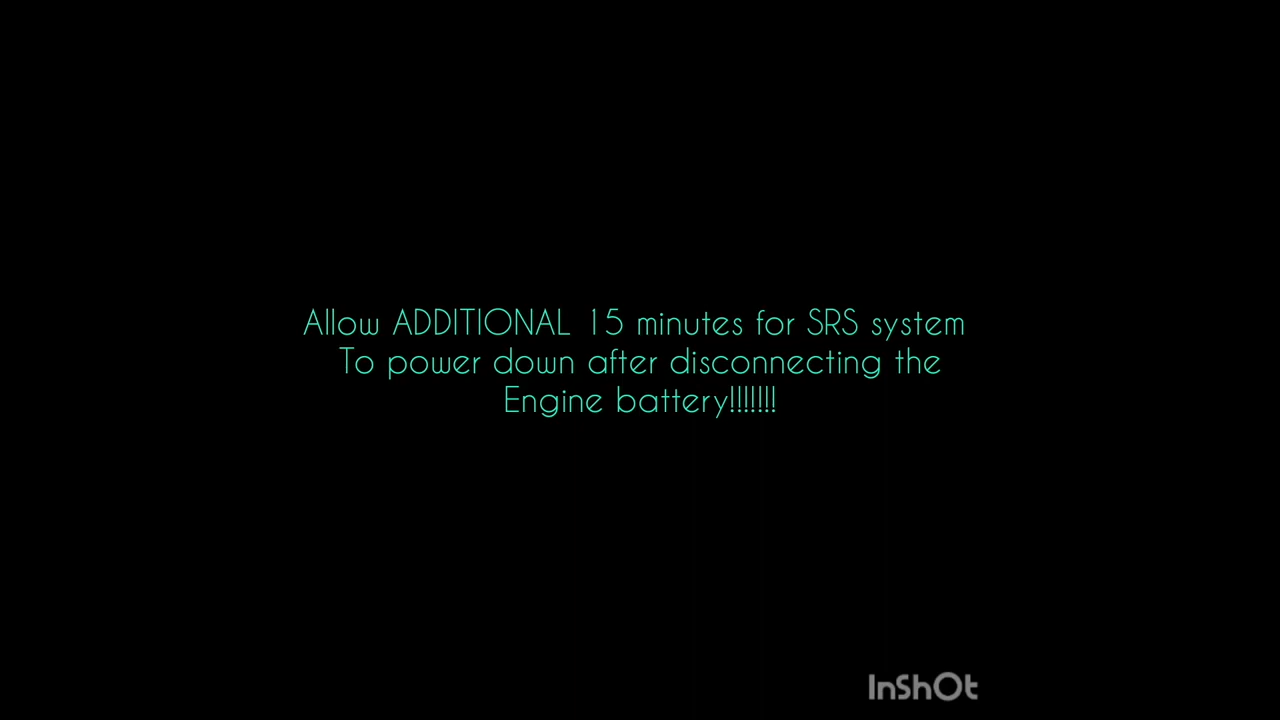 Allow ADDITIONAL 15 minutes for SRS system
To power down after disconnecting the
Engine battery!!!!!!!
InShOt